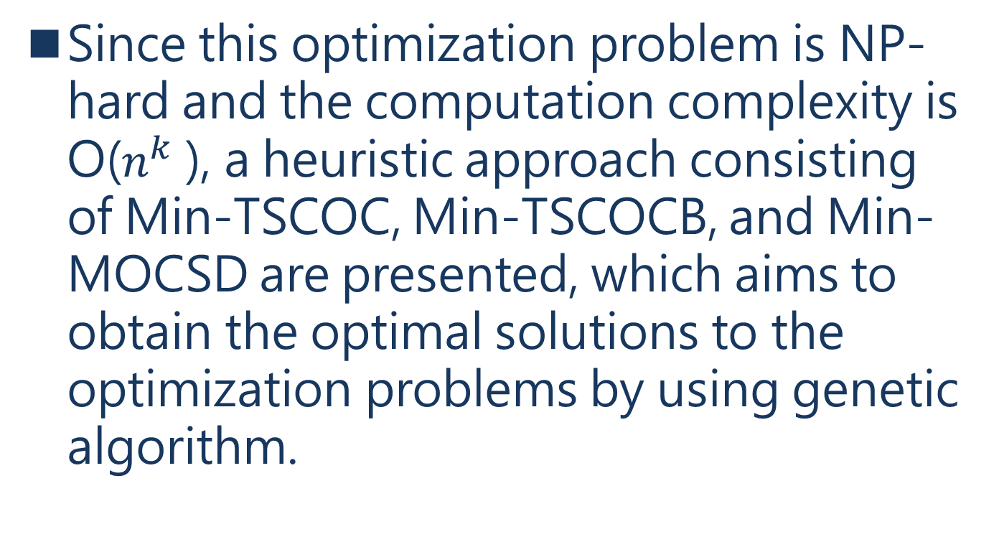 ■Since this optimization problem is NP-
hard and the computation complexity is
O(n^k ), a heuristic approach consisting
of Min-TSCOC, Min-TSCOCB, and Min-
MOCSD are presented, which aims to
obtain the optimal solutions to the
optimization problems by using genetic
algorithm.